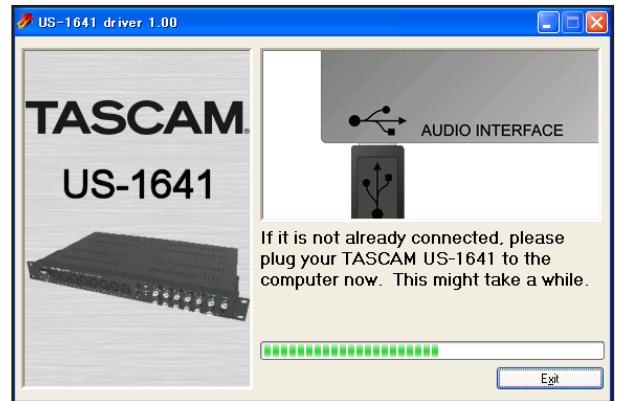 US-1641 driver 1.00
TASCAM.
US-1641
AUDIO INTERFACE
If it is not already connected, please
plug your TASCAM US-1641 to the
computer now. This might take a while.
Exit